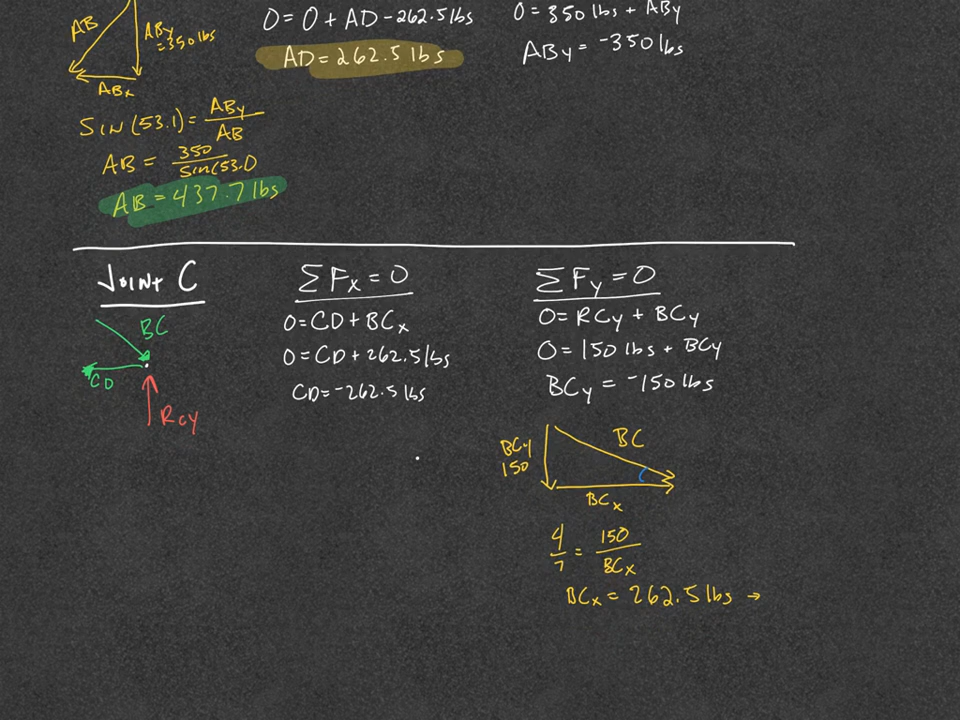 0 = 0 + AD - 262.5 lbs
AD = 262.5 lbs
0 = 350 lbs + ABy
ABy = -350 lbs
AB
ABy
= 350 lbs
ABx
Sin (53.1) = ABy / AB
AB = 350 / Sin(53.1)
AB = 437.7 lbs
Joint C
BC
CD
RCy
ΣFx = 0
0 = CD + BCx
0 = CD + 262.5 lbs
CD = -262.5 lbs
ΣFy = 0
0 = RCy + BCy
0 = 150 lbs + BCy
BCy = -150 lbs
BCy
150
BC
BCx
4/7 = 150/BCx
BCx = 262.5 lbs →